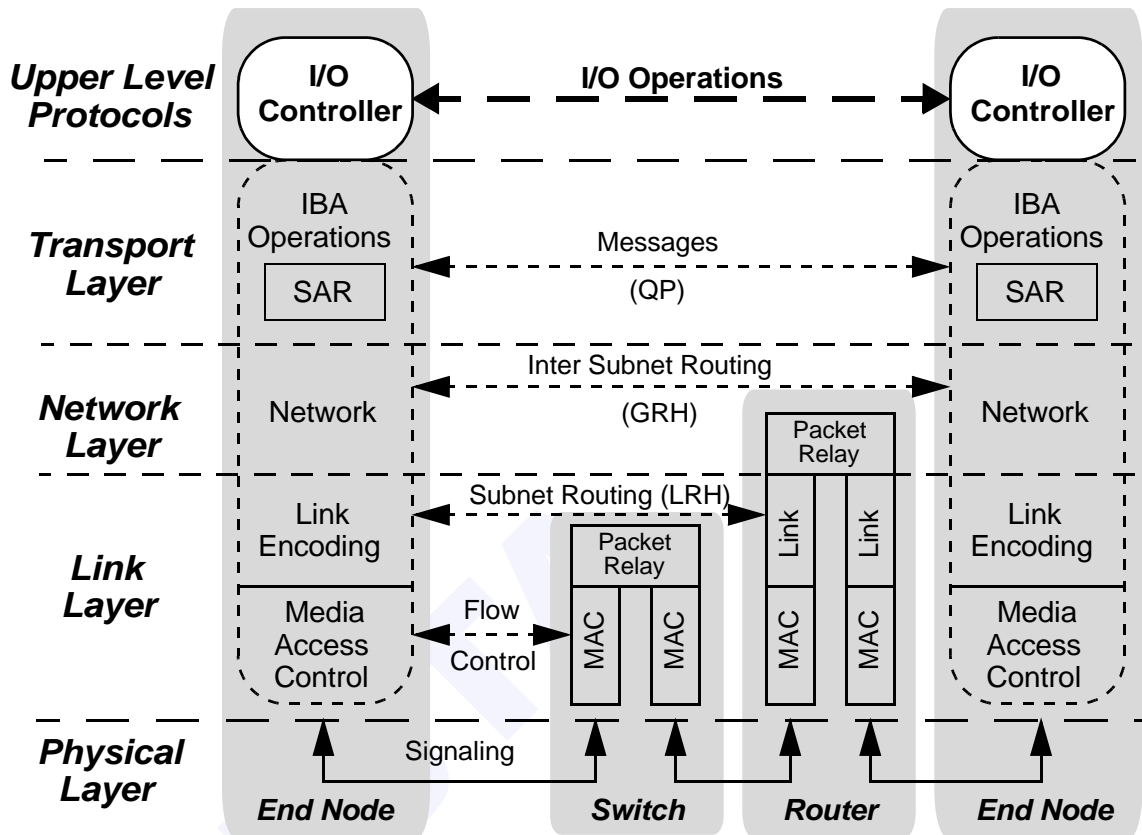 Upper Level
Protocols
I/O
Controller
I/O Operations
I/O
Controller
Transport
Layer
IBA
Operations
SAR
Messages
(QP)
IBA
Operations
SAR
Network
Layer
Network
Inter Subnet Routing
(GRH)
Packet
Relay
Network
Link
Layer
Link
Encoding
Subnet Routing (LRH)
Packet
Relay
Link
Link
Link
Encoding
Media
Access
Control
Flow
Control
MAC
MAC
MAC
MAC
Media
Access
Control
Physical
Layer
Signaling
End Node
Switch
Router
End Node